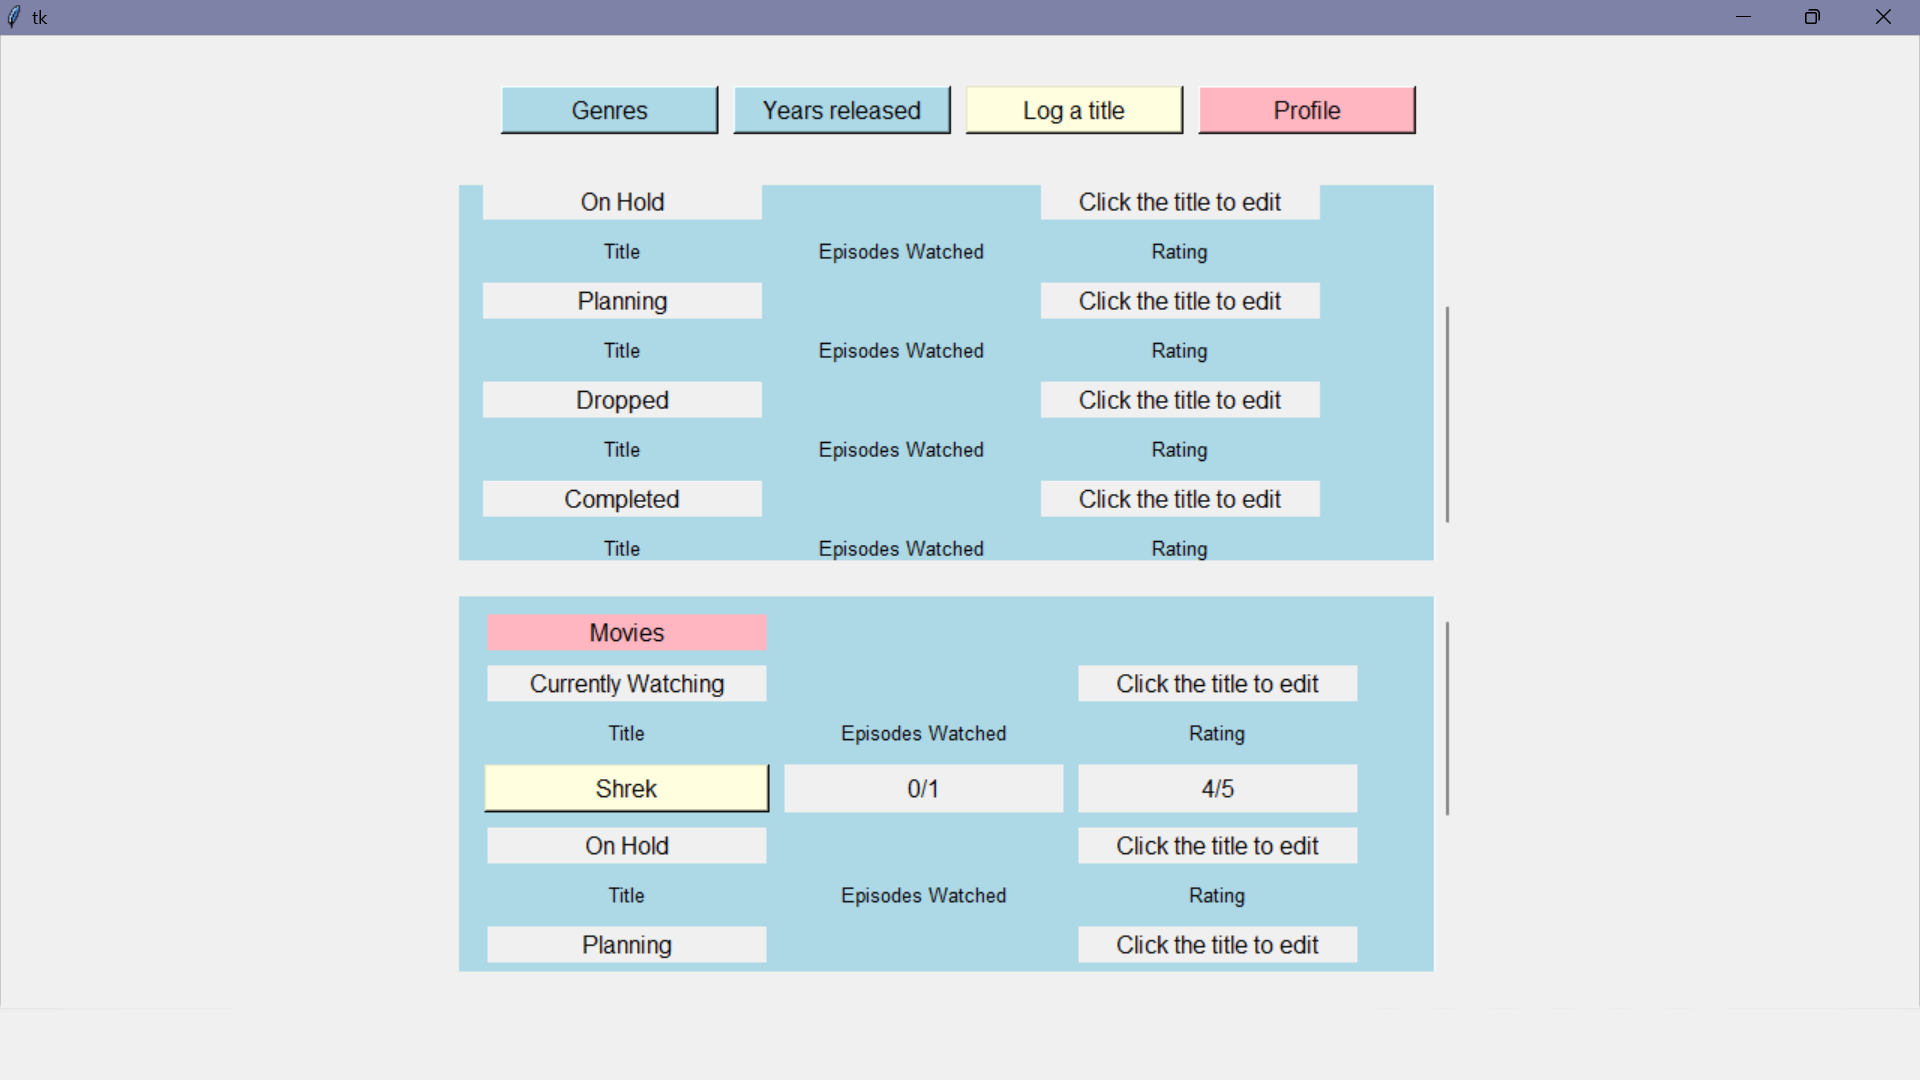 tk
Genres Years released Log a title Profile
On Hold Click the title to edit
Title Episodes Watched Rating
Planning Click the title to edit
Title Episodes Watched Rating
Dropped Click the title to edit
Title Episodes Watched Rating
Completed Click the title to edit
Title Episodes Watched Rating
Movies
Currently Watching Click the title to edit
Title Episodes Watched Rating
Shrek 0/1 4/5
On Hold Click the title to edit
Title Episodes Watched Rating
Planning Click the title to edit